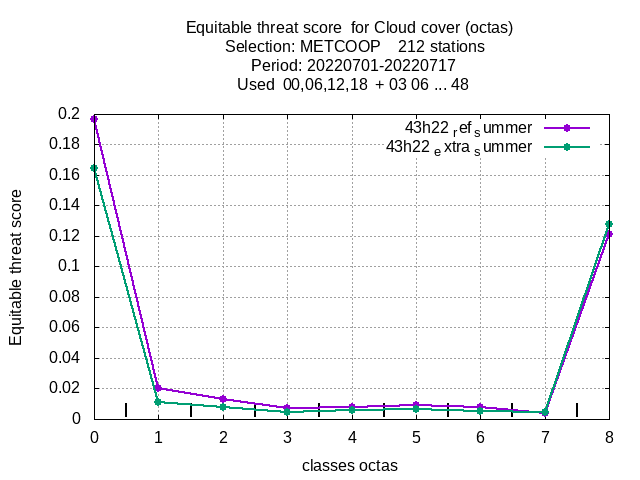 Equitable threat score for Cloud cover (octas)
Selection: METCOOP 212 stations
Period: 20220701-20220717
Used 00,06,12,18 + 03 06 ... 48
43h22 ref summer
43h22 extra summer
Equitable threat score
0.2
0.18
0.16
0.14
0.12
0.1
0.08
0.06
0.04
0.02
0
0 1 2 3 4 5 6 7 8
classes octas